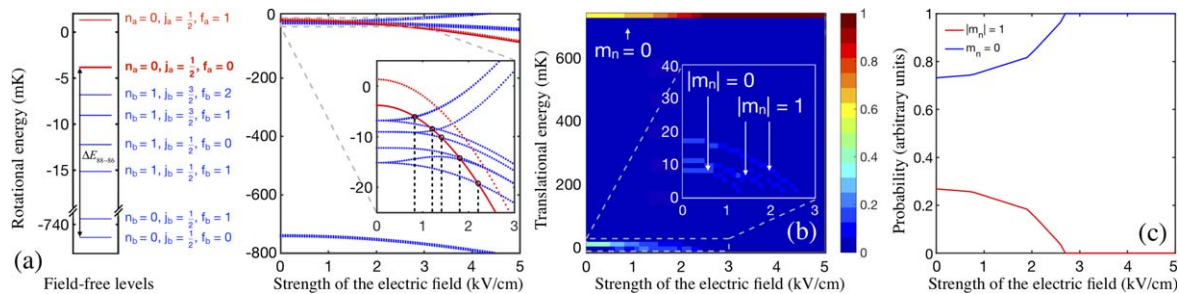 Rotational energy (mK)
0
-5
-10
-15
-740
n_a=0, j_a=1/2, f_a=1
n_a=0, j_a=1/2, f_a=0
n_b=1, j_b=3/2, f_b=2
n_b=1, j_b=3/2, f_b=1
n_b=1, j_b=1/2, f_b=0
n_b=1, j_b=1/2, f_b=1
n_b=0, j_b=1/2, f_b=1
n_b=0, j_b=1/2, f_b=0
ΔE_88-86
(a)
Field-free levels
0
-200
-400
-600
-800
0
-10
-20
0 1 2 3
0 1 2 3 4 5
Strength of the electric field (kV/cm)
Translational energy (mK)
600
400
200
0
m_n=0
|m_n|=0
|m_n|=1
40
30
20
10
0
0 1 2 3
(b)
0 1 2 3 4 5
Strength of the electric field (kV/cm)
1
0.8
0.6
0.4
0.2
0
Probability (arbitrary units)
1
0.8
0.6
0.4
0.2
0
|m_n|=1
m_n=0
(c)
0 1 2 3 4 5
Strength of the electric field (kV/cm)